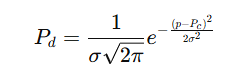 P_d = \frac{1}{\sigma\sqrt{2\pi}} e^{-\frac{(p-P_c)^2}{2\sigma^2}}